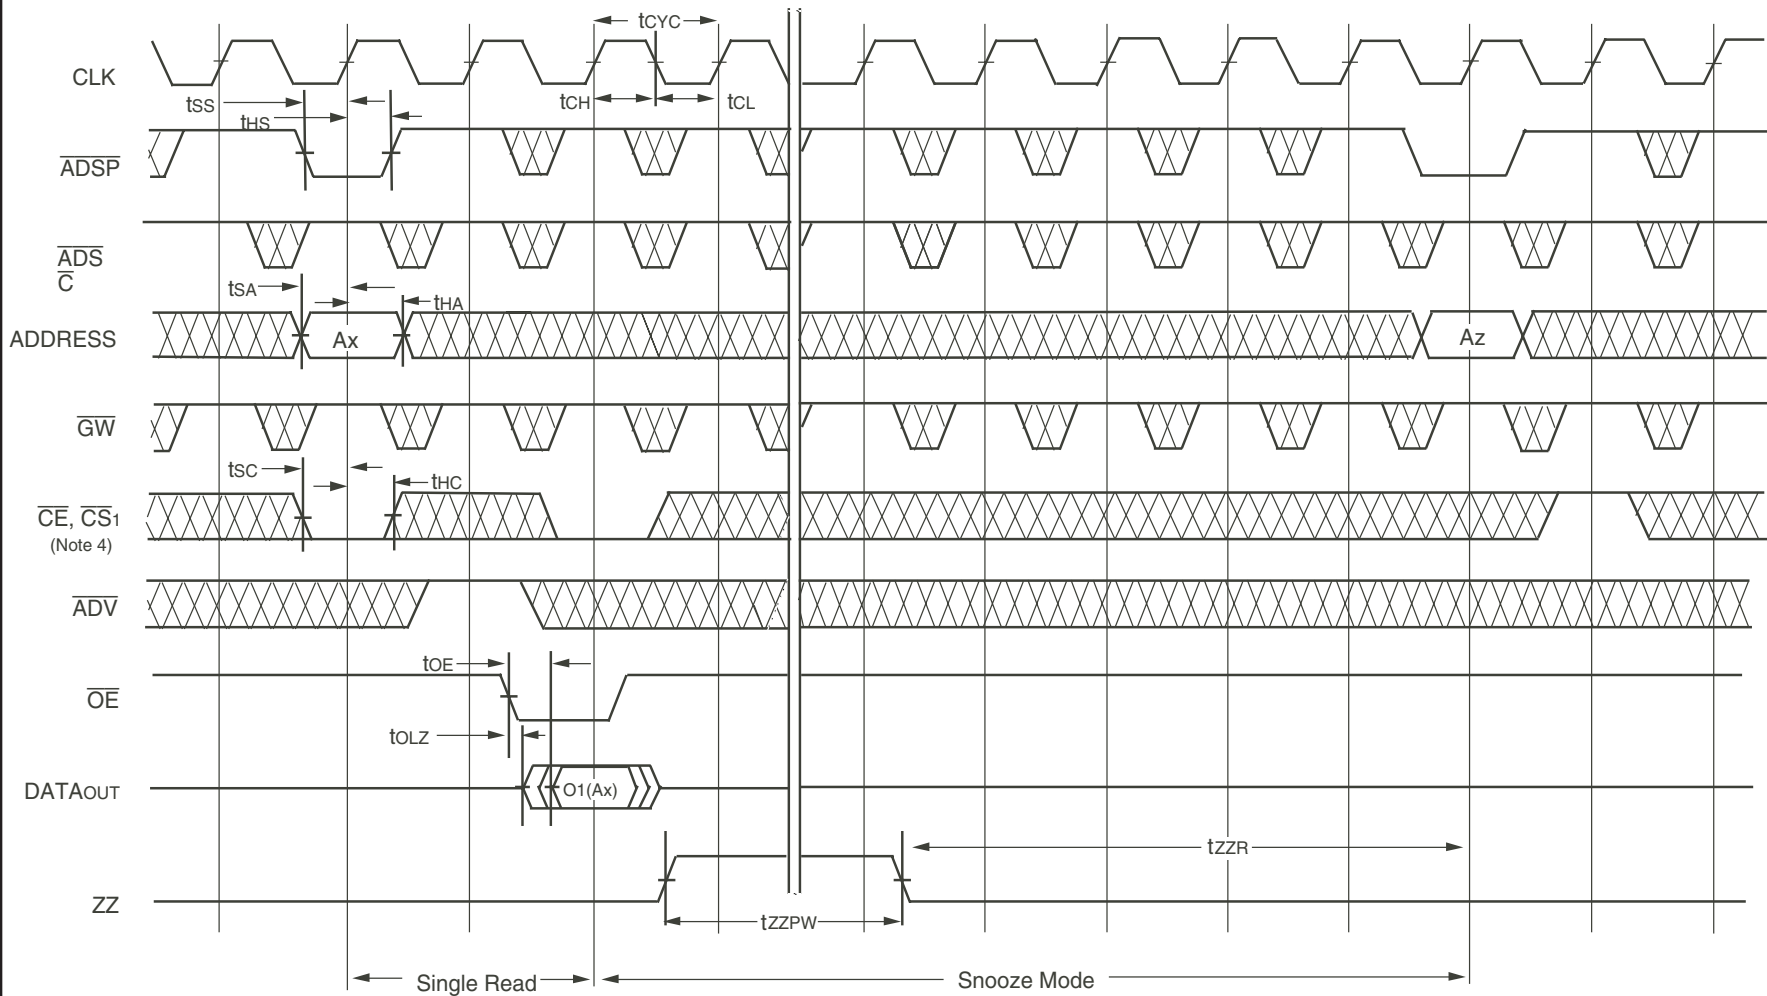 tCYC
CLK
tCH
tCL
tSS
tHS
ADSP
ADS
C
tSA
tHA
ADDRESS
Ax
Az
GW
tSC
tHC
CE, CS1
(Note 4)
ADV
tOE
OE
tOLZ
DATAOUT
O1(Ax)
tZZR
ZZ
tZZPW
Single Read
Snooze Mode